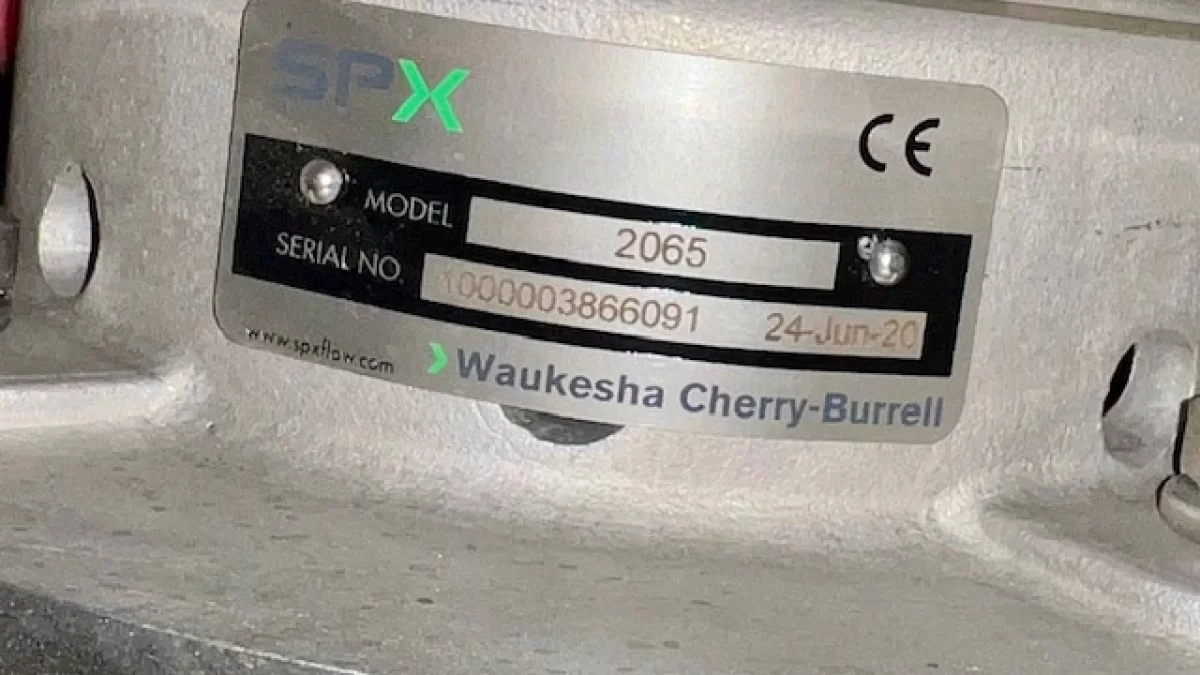 SPX
CE
MODEL 2065
SERIAL NO. 1000003866091 24-Jun-20
www.spxflow.com Waukesha Cherry-Burrell